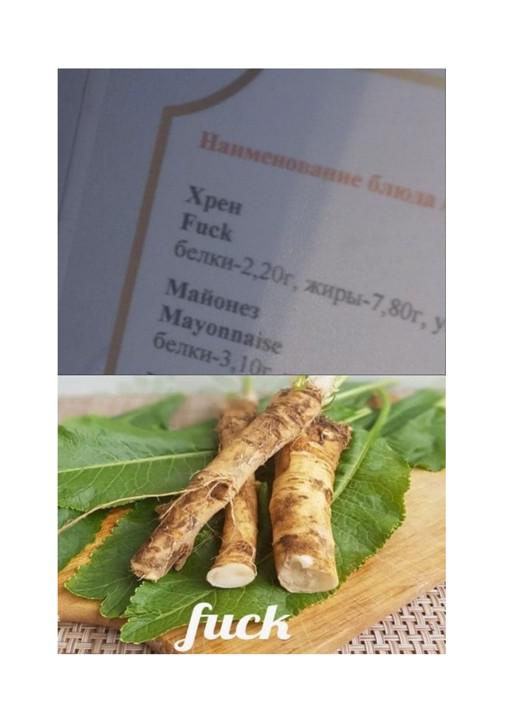 Наименование блюда
Хрен
Fuck
белки-2,20г, жиры-7,80г, у
Майонез
Mayonnaise
белки-3,10г,
fuck